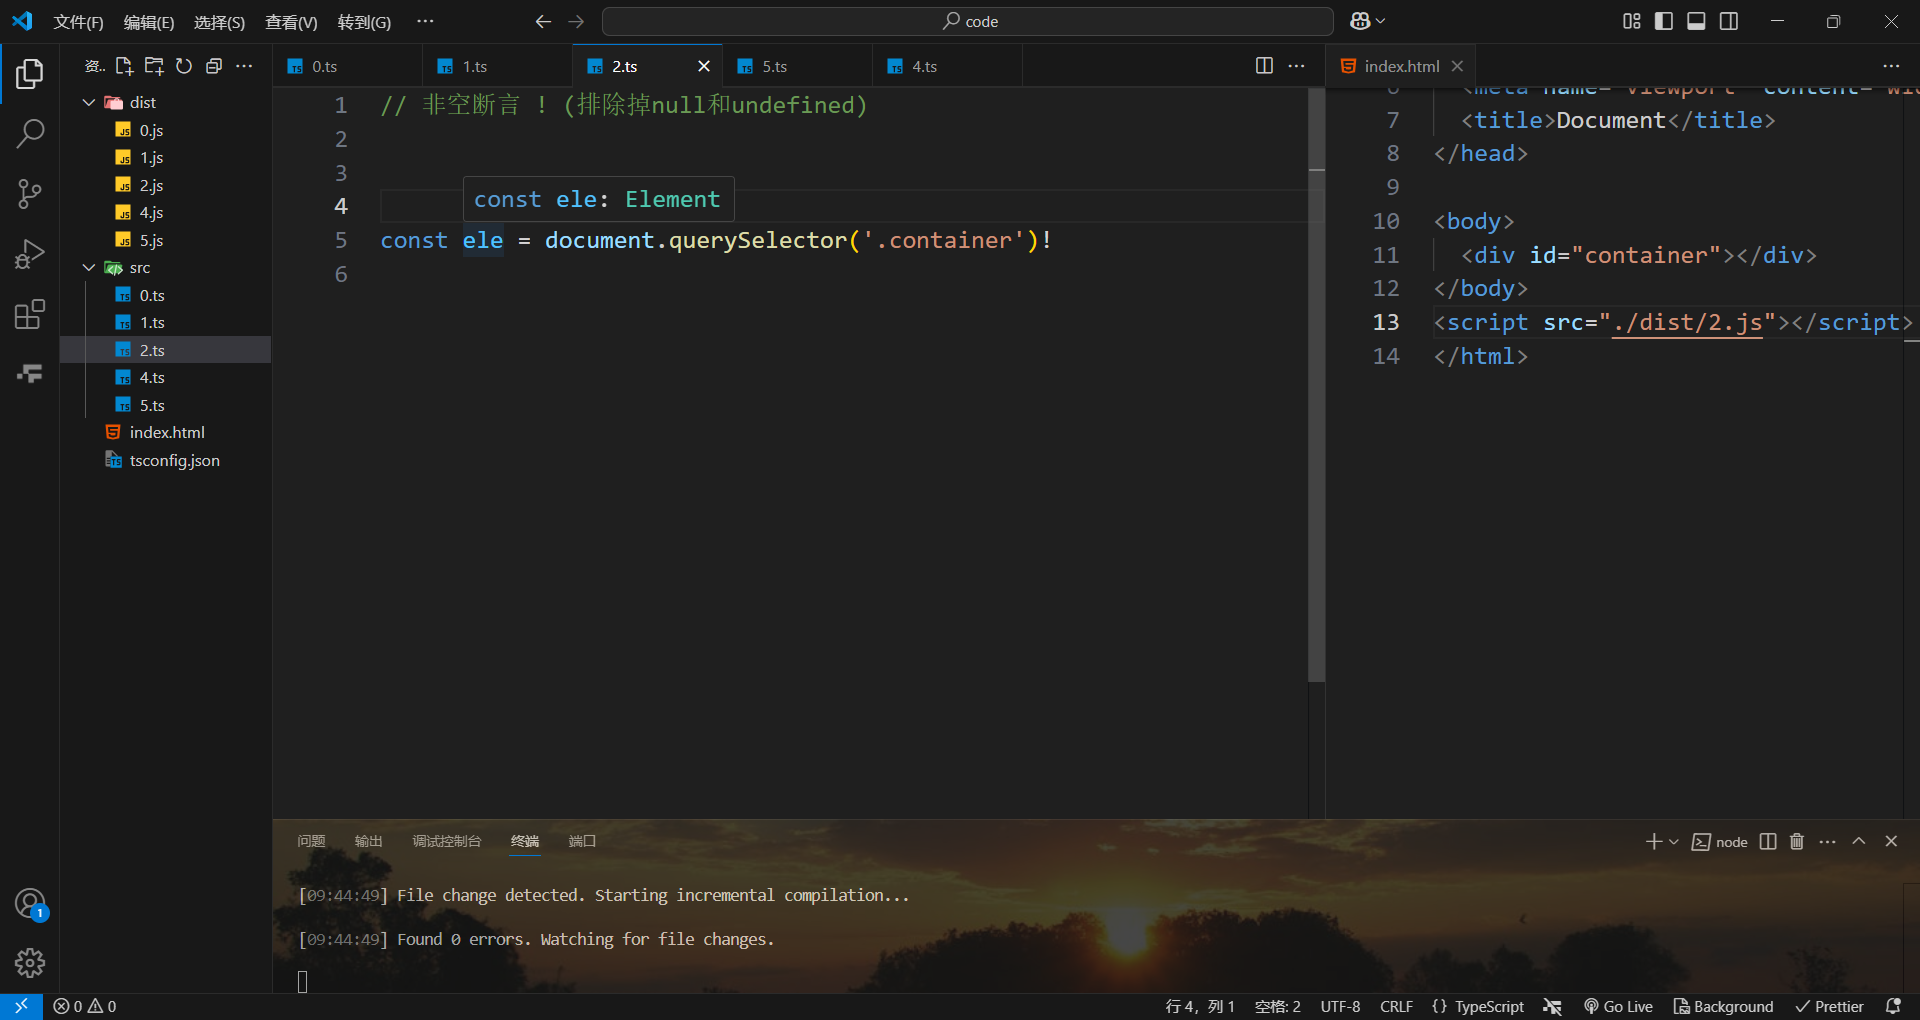 文件(F) 编辑(E) 选择(S) 查看(V) 转到(G) ··· code
资.. 
0.ts 1.ts 2.ts 5.ts 4.ts
index.html
dist
0.js
1.js
2.js
4.js
5.js
src
0.ts
1.ts
2.ts
4.ts
5.ts
index.html
tsconfig.json
1 // 非空断言 ! (排除掉null和undefined)
2
3
const ele: Element
4
5 const ele = document.querySelector('.container')!
6
6 <meta name="viewport" content="wi
7 <title>Document</title>
8 </head>
9
10 <body>
11 <div id="container"></div>
12 </body>
13 <script src="./dist/2.js"></script>
14 </html>
问题 输出 调试控制台 终端 端口 node
[09:44:49] File change detected. Starting incremental compilation...
[09:44:49] Found 0 errors. Watching for file changes.
1
0 0 行 4，列 1 空格: 2 UTF-8 CRLF {} TypeScript Go Live Background Prettier